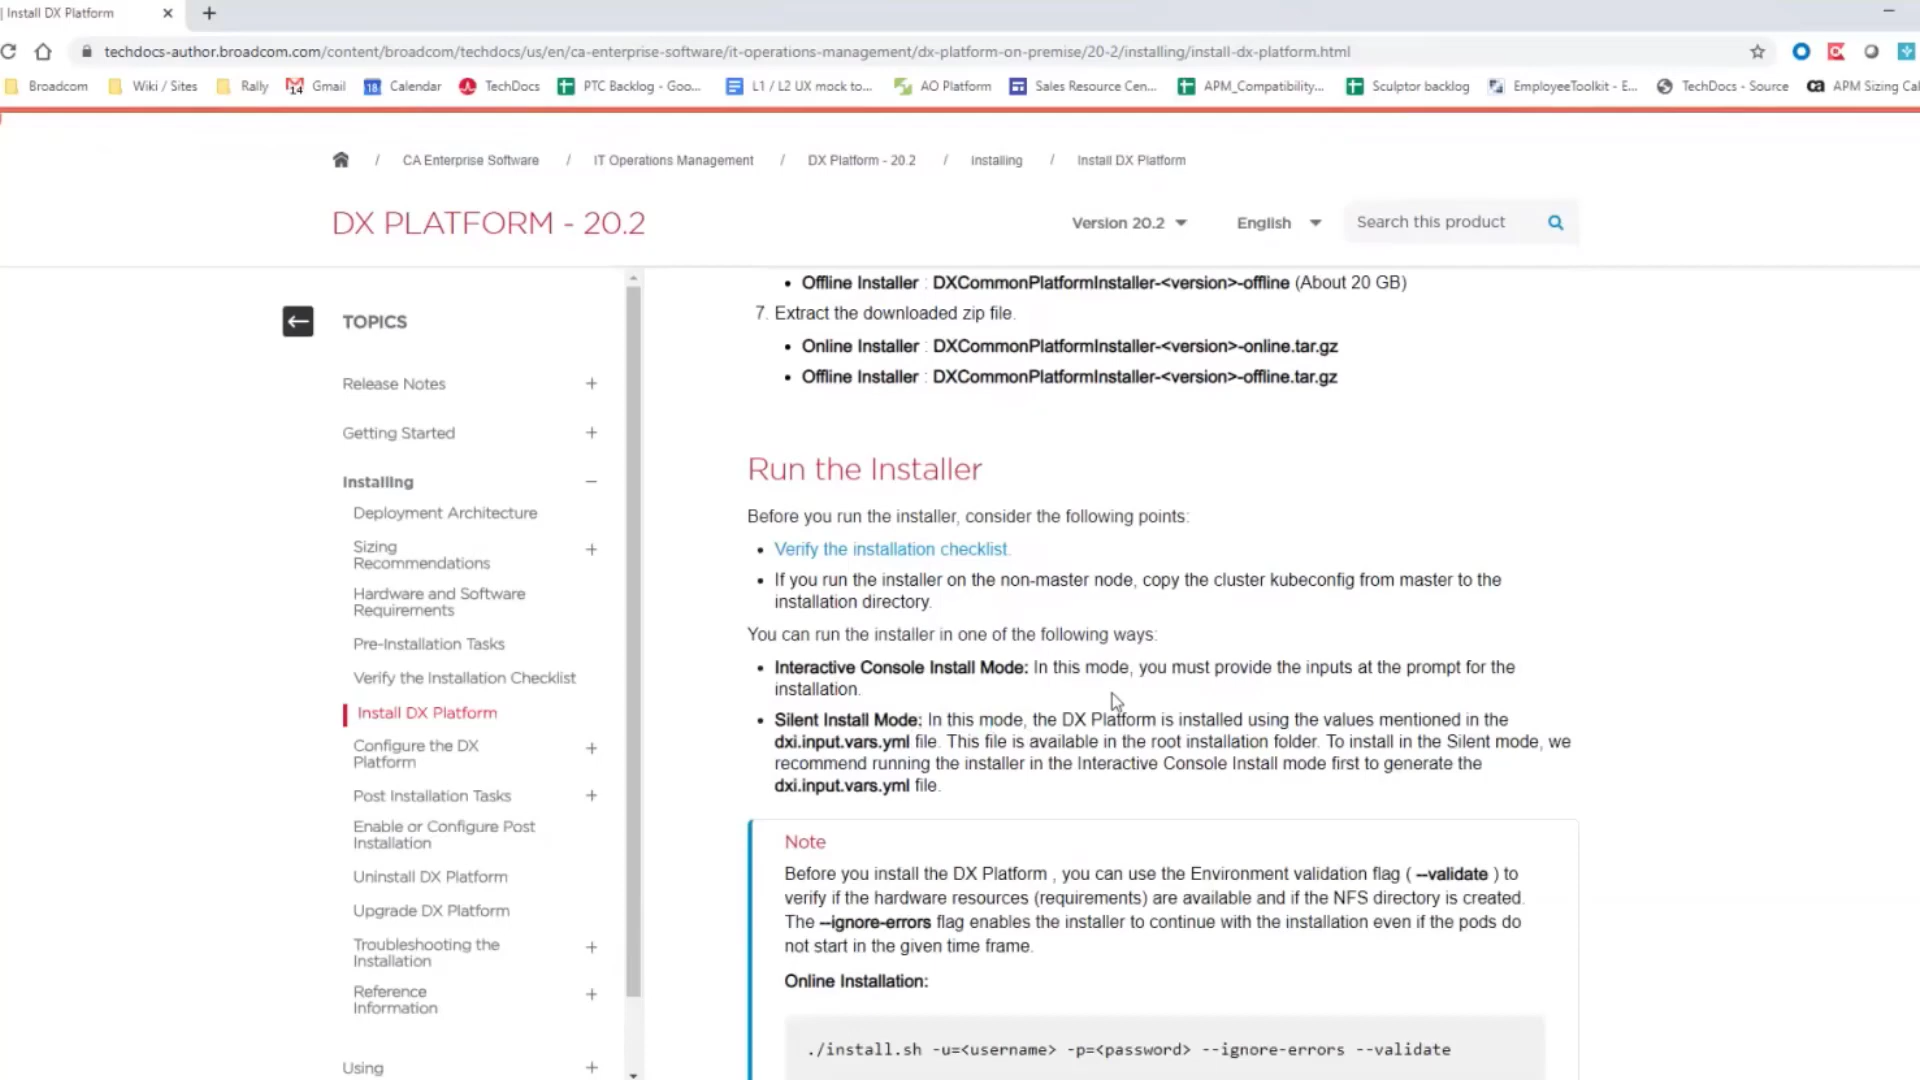 Install DX Platform
techdocs-author.broadcom.com/content/broadcom/techdocs/us/en/ca-enterprise-software/it-operations-management/dx-platform-on-premise/20-2/installing/install-dx-platform.html
Broadcom Wiki / Sites Rally 14 Gmail 18 Calendar TechDocs PTC Backlog - Goo... L1 / L2 UX mock to... AO Platform Sales Resource Cen... APM_Compatibility... Sculptor backlog EmployeeToolkit - E... TechDocs - Source ca APM Sizing Cal
/ CA Enterprise Software / IT Operations Management / DX Platform - 20.2 / Installing / Install DX Platform
DX PLATFORM - 20.2
Version 20.2 English Search this product
TOPICS
Release Notes +
Getting Started +
Installing −
Deployment Architecture
Sizing
Recommendations +
Hardware and Software
Requirements
Pre-Installation Tasks
Verify the Installation Checklist
Install DX Platform
Configure the DX
Platform +
Post Installation Tasks +
Enable or Configure Post
Installation
Uninstall DX Platform
Upgrade DX Platform
Troubleshooting the
Installation +
Reference
Information +
Using +
• Offline Installer : DXCommonPlatformInstaller-<version>-offline (About 20 GB)
7. Extract the downloaded zip file.
• Online Installer : DXCommonPlatformInstaller-<version>-online.tar.gz
• Offline Installer : DXCommonPlatformInstaller-<version>-offline.tar.gz
Run the Installer
Before you run the installer, consider the following points:
• Verify the installation checklist.
• If you run the installer on the non-master node, copy the cluster kubeconfig from master to the
installation directory.
You can run the installer in one of the following ways:
• Interactive Console Install Mode: In this mode, you must provide the inputs at the prompt for the
installation.
• Silent Install Mode: In this mode, the DX Platform is installed using the values mentioned in the
dxi.input.vars.yml file. This file is available in the root installation folder. To install in the Silent mode, we
recommend running the installer in the Interactive Console Install mode first to generate the
dxi.input.vars.yml file.
Note
Before you install the DX Platform , you can use the Environment validation flag ( --validate ) to
verify if the hardware resources (requirements) are available and if the NFS directory is created.
The --ignore-errors flag enables the installer to continue with the installation even if the pods do
not start in the given time frame.
Online Installation:
./install.sh -u=<username> -p=<password> --ignore-errors --validate